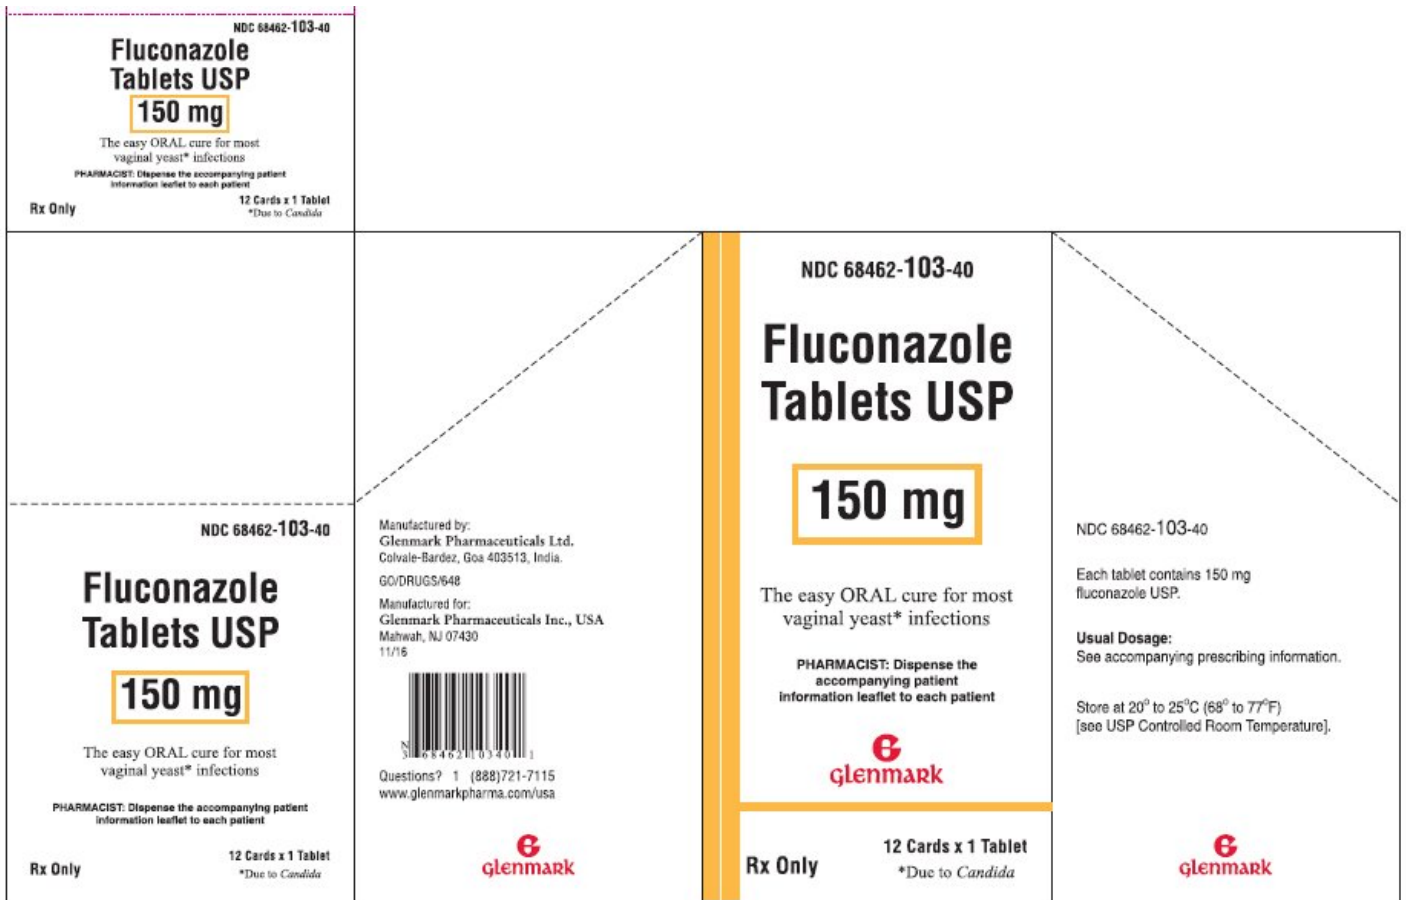 NDC 68462-103-40
Fluconazole
Tablets USP
150 mg
The easy ORAL cure for most
vaginal yeast* infections
PHARMACIST: Dispense the accompanying patient
information leaflet to each patient
12 Cards x 1 Tablet
Rx Only
*Due to Candida
NDC 68462-103-40
Fluconazole
Tablets USP
150 mg
The easy ORAL cure for most
vaginal yeast* infections
PHARMACIST: Dispense the accompanying patient
information leaflet to each patient
12 Cards x 1 Tablet
Rx Only
*Due to Candida
Manufactured by:
Glenmark Pharmaceuticals Ltd.
Colvale-Bardez, Goa 403513, India.
GO/DRUGS/648
Manufactured for:
Glenmark Pharmaceuticals Inc., USA
Mahwah, NJ 07430
11/16
N
3 68462 10340 1
Questions? 1 (888)721-7115
www.glenmarkpharma.com/usa
glenmark
NDC 68462-103-40
Fluconazole
Tablets USP
150 mg
The easy ORAL cure for most
vaginal yeast* infections
PHARMACIST: Dispense the
accompanying patient
information leaflet to each patient
glenmark
12 Cards x 1 Tablet
Rx Only
*Due to Candida
NDC 68462-103-40
Each tablet contains 150 mg
fluconazole USP.
Usual Dosage:
See accompanying prescribing information.
Store at 20° to 25°C (68° to 77°F)
[see USP Controlled Room Temperature].
glenmark